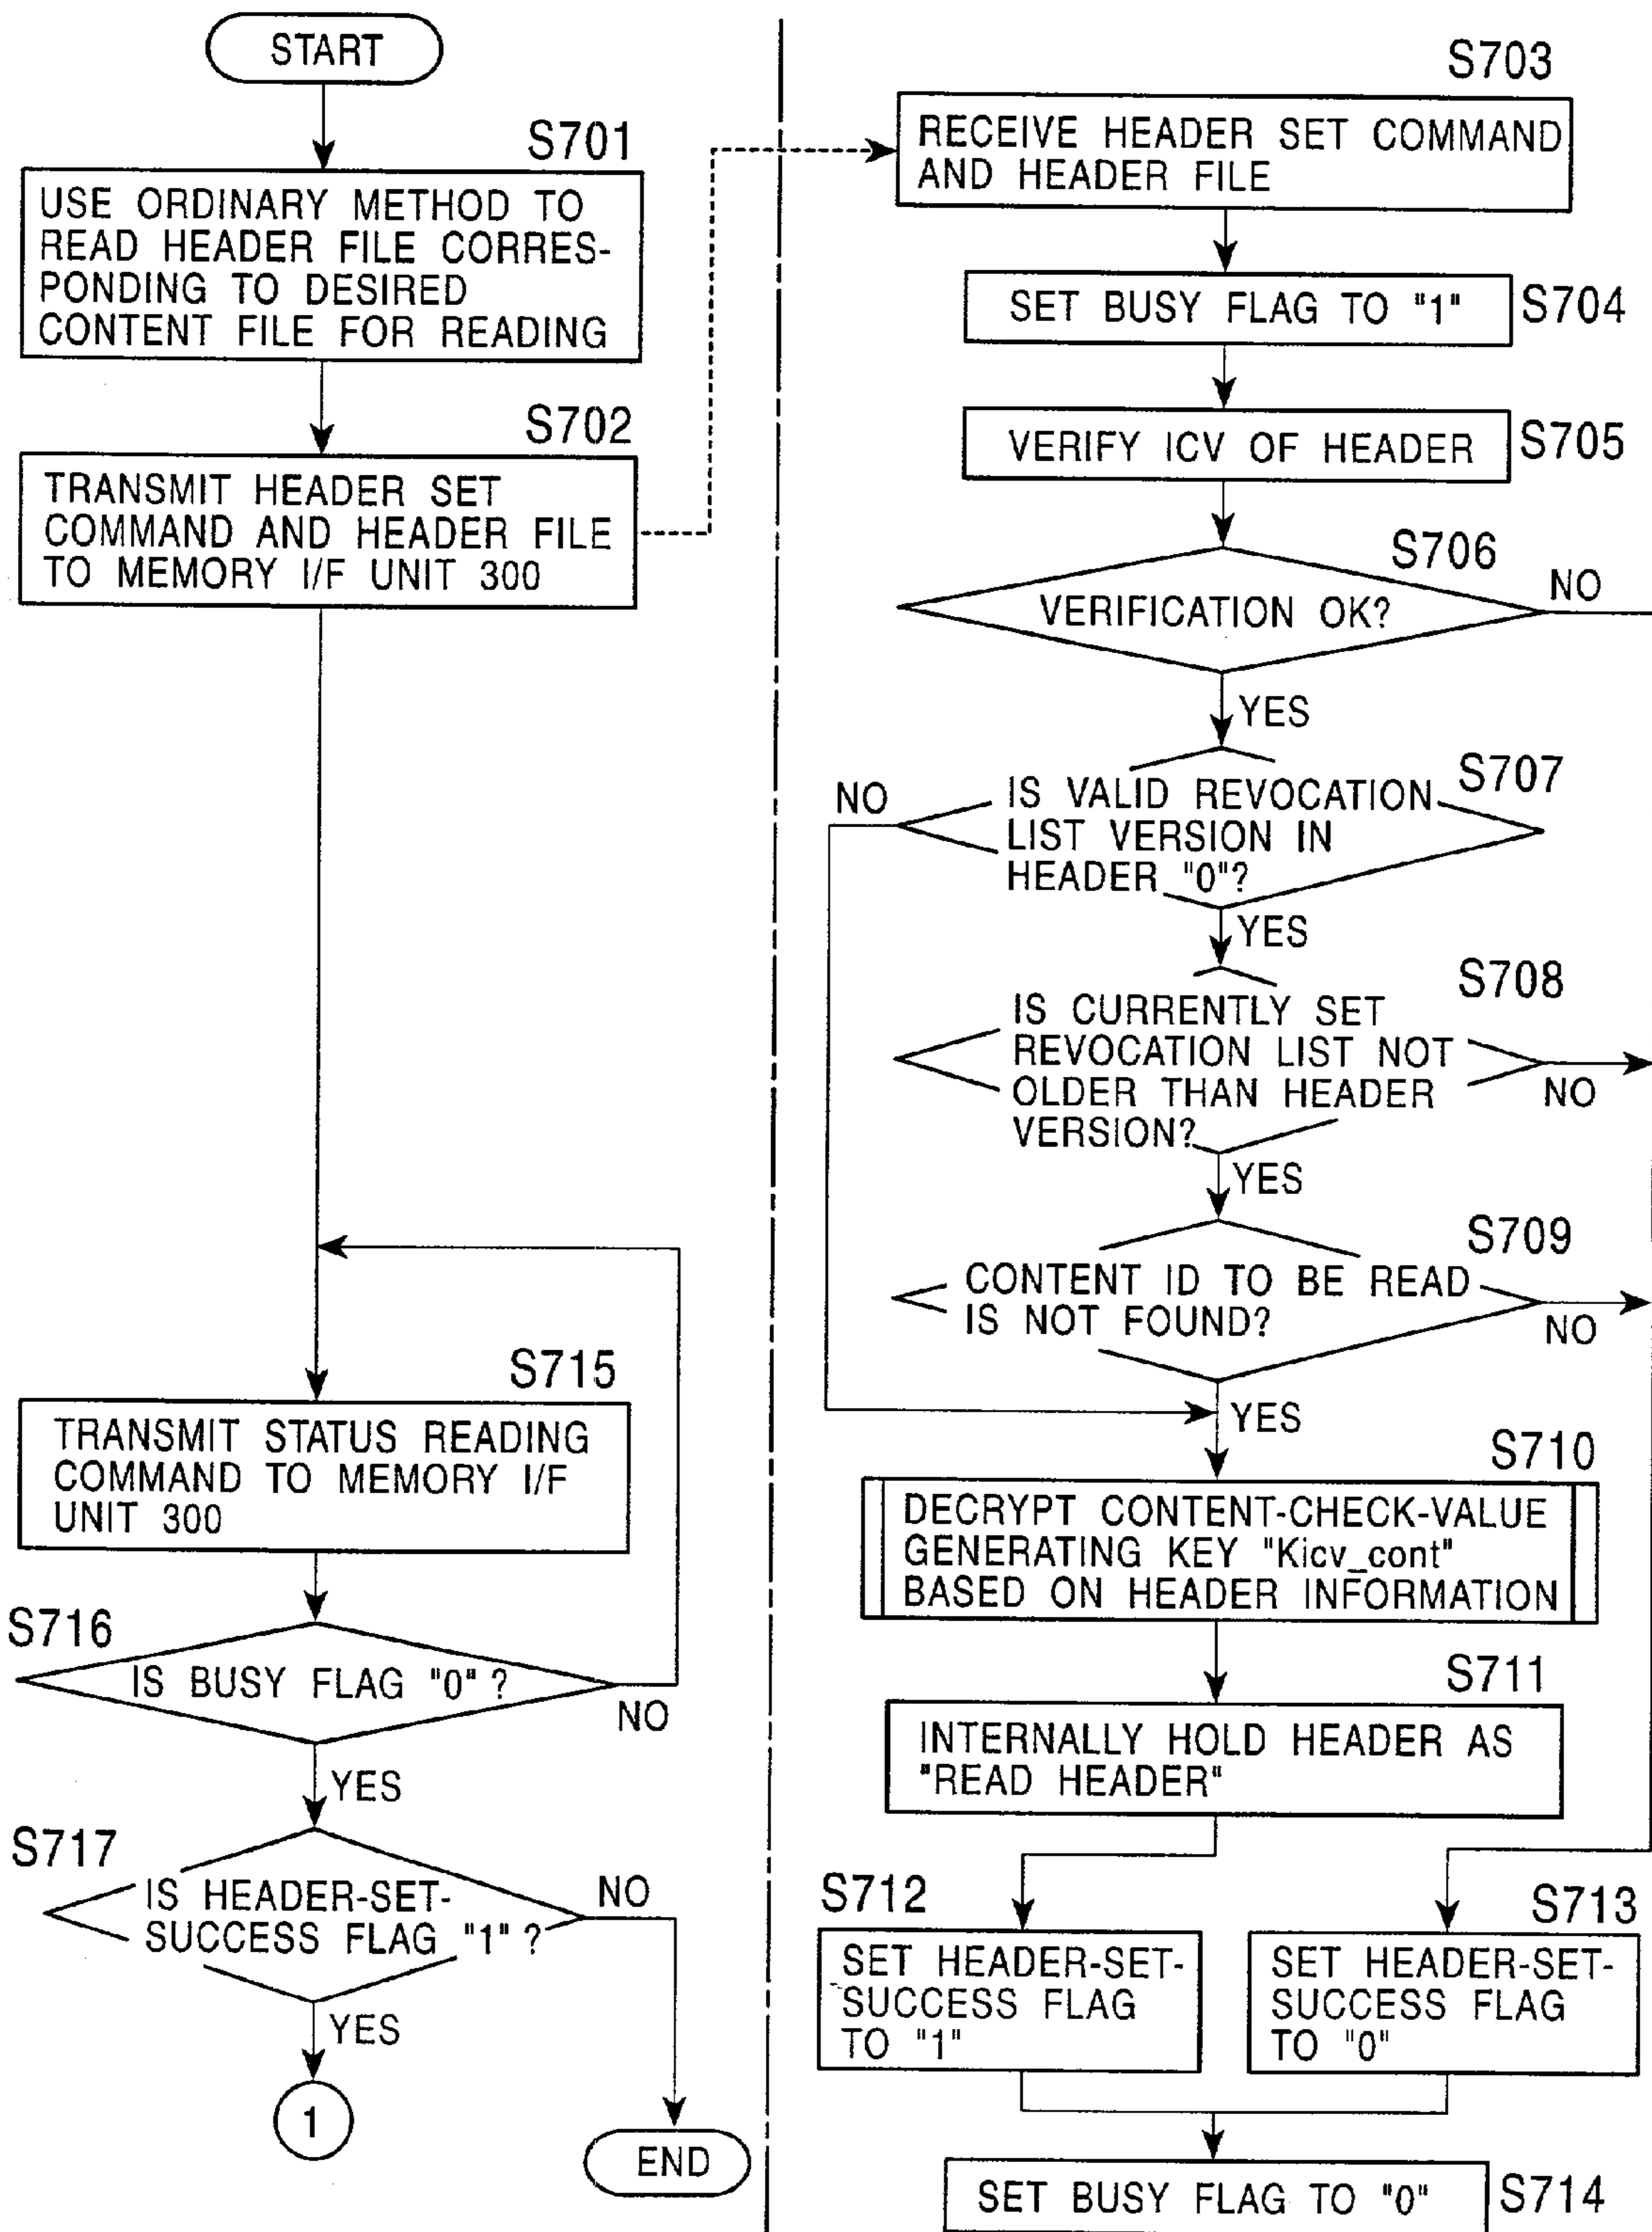 START
S701
USE ORDINARY METHOD TO
READ HEADER FILE CORRES-
PONDING TO DESIRED
CONTENT FILE FOR READING
S702
TRANSMIT HEADER SET
COMMAND AND HEADER FILE
TO MEMORY I/F UNIT 300
S715
TRANSMIT STATUS READING
COMMAND TO MEMORY I/F
UNIT 300
S716
IS BUSY FLAG "0" ?
NO
YES
S717
IS HEADER-SET-
SUCCESS FLAG "1" ?
NO
YES
1
END
S703
RECEIVE HEADER SET COMMAND
AND HEADER FILE
SET BUSY FLAG TO "1"
S704
VERIFY ICV OF HEADER
S705
S706
VERIFICATION OK?
NO
YES
S707
IS VALID REVOCATION
LIST VERSION IN
HEADER "0"?
NO
YES
S708
IS CURRENTLY SET
REVOCATION LIST NOT
OLDER THAN HEADER
VERSION?
NO
YES
S709
CONTENT ID TO BE READ
IS NOT FOUND?
NO
YES
S710
DECRYPT CONTENT-CHECK-VALUE
GENERATING KEY "Kicv_cont"
BASED ON HEADER INFORMATION
S711
INTERNALLY HOLD HEADER AS
"READ HEADER"
S712
SET HEADER-SET-
SUCCESS FLAG
TO "1"
S713
SET HEADER-SET-
SUCCESS FLAG
TO "0"
SET BUSY FLAG TO "0"
S714